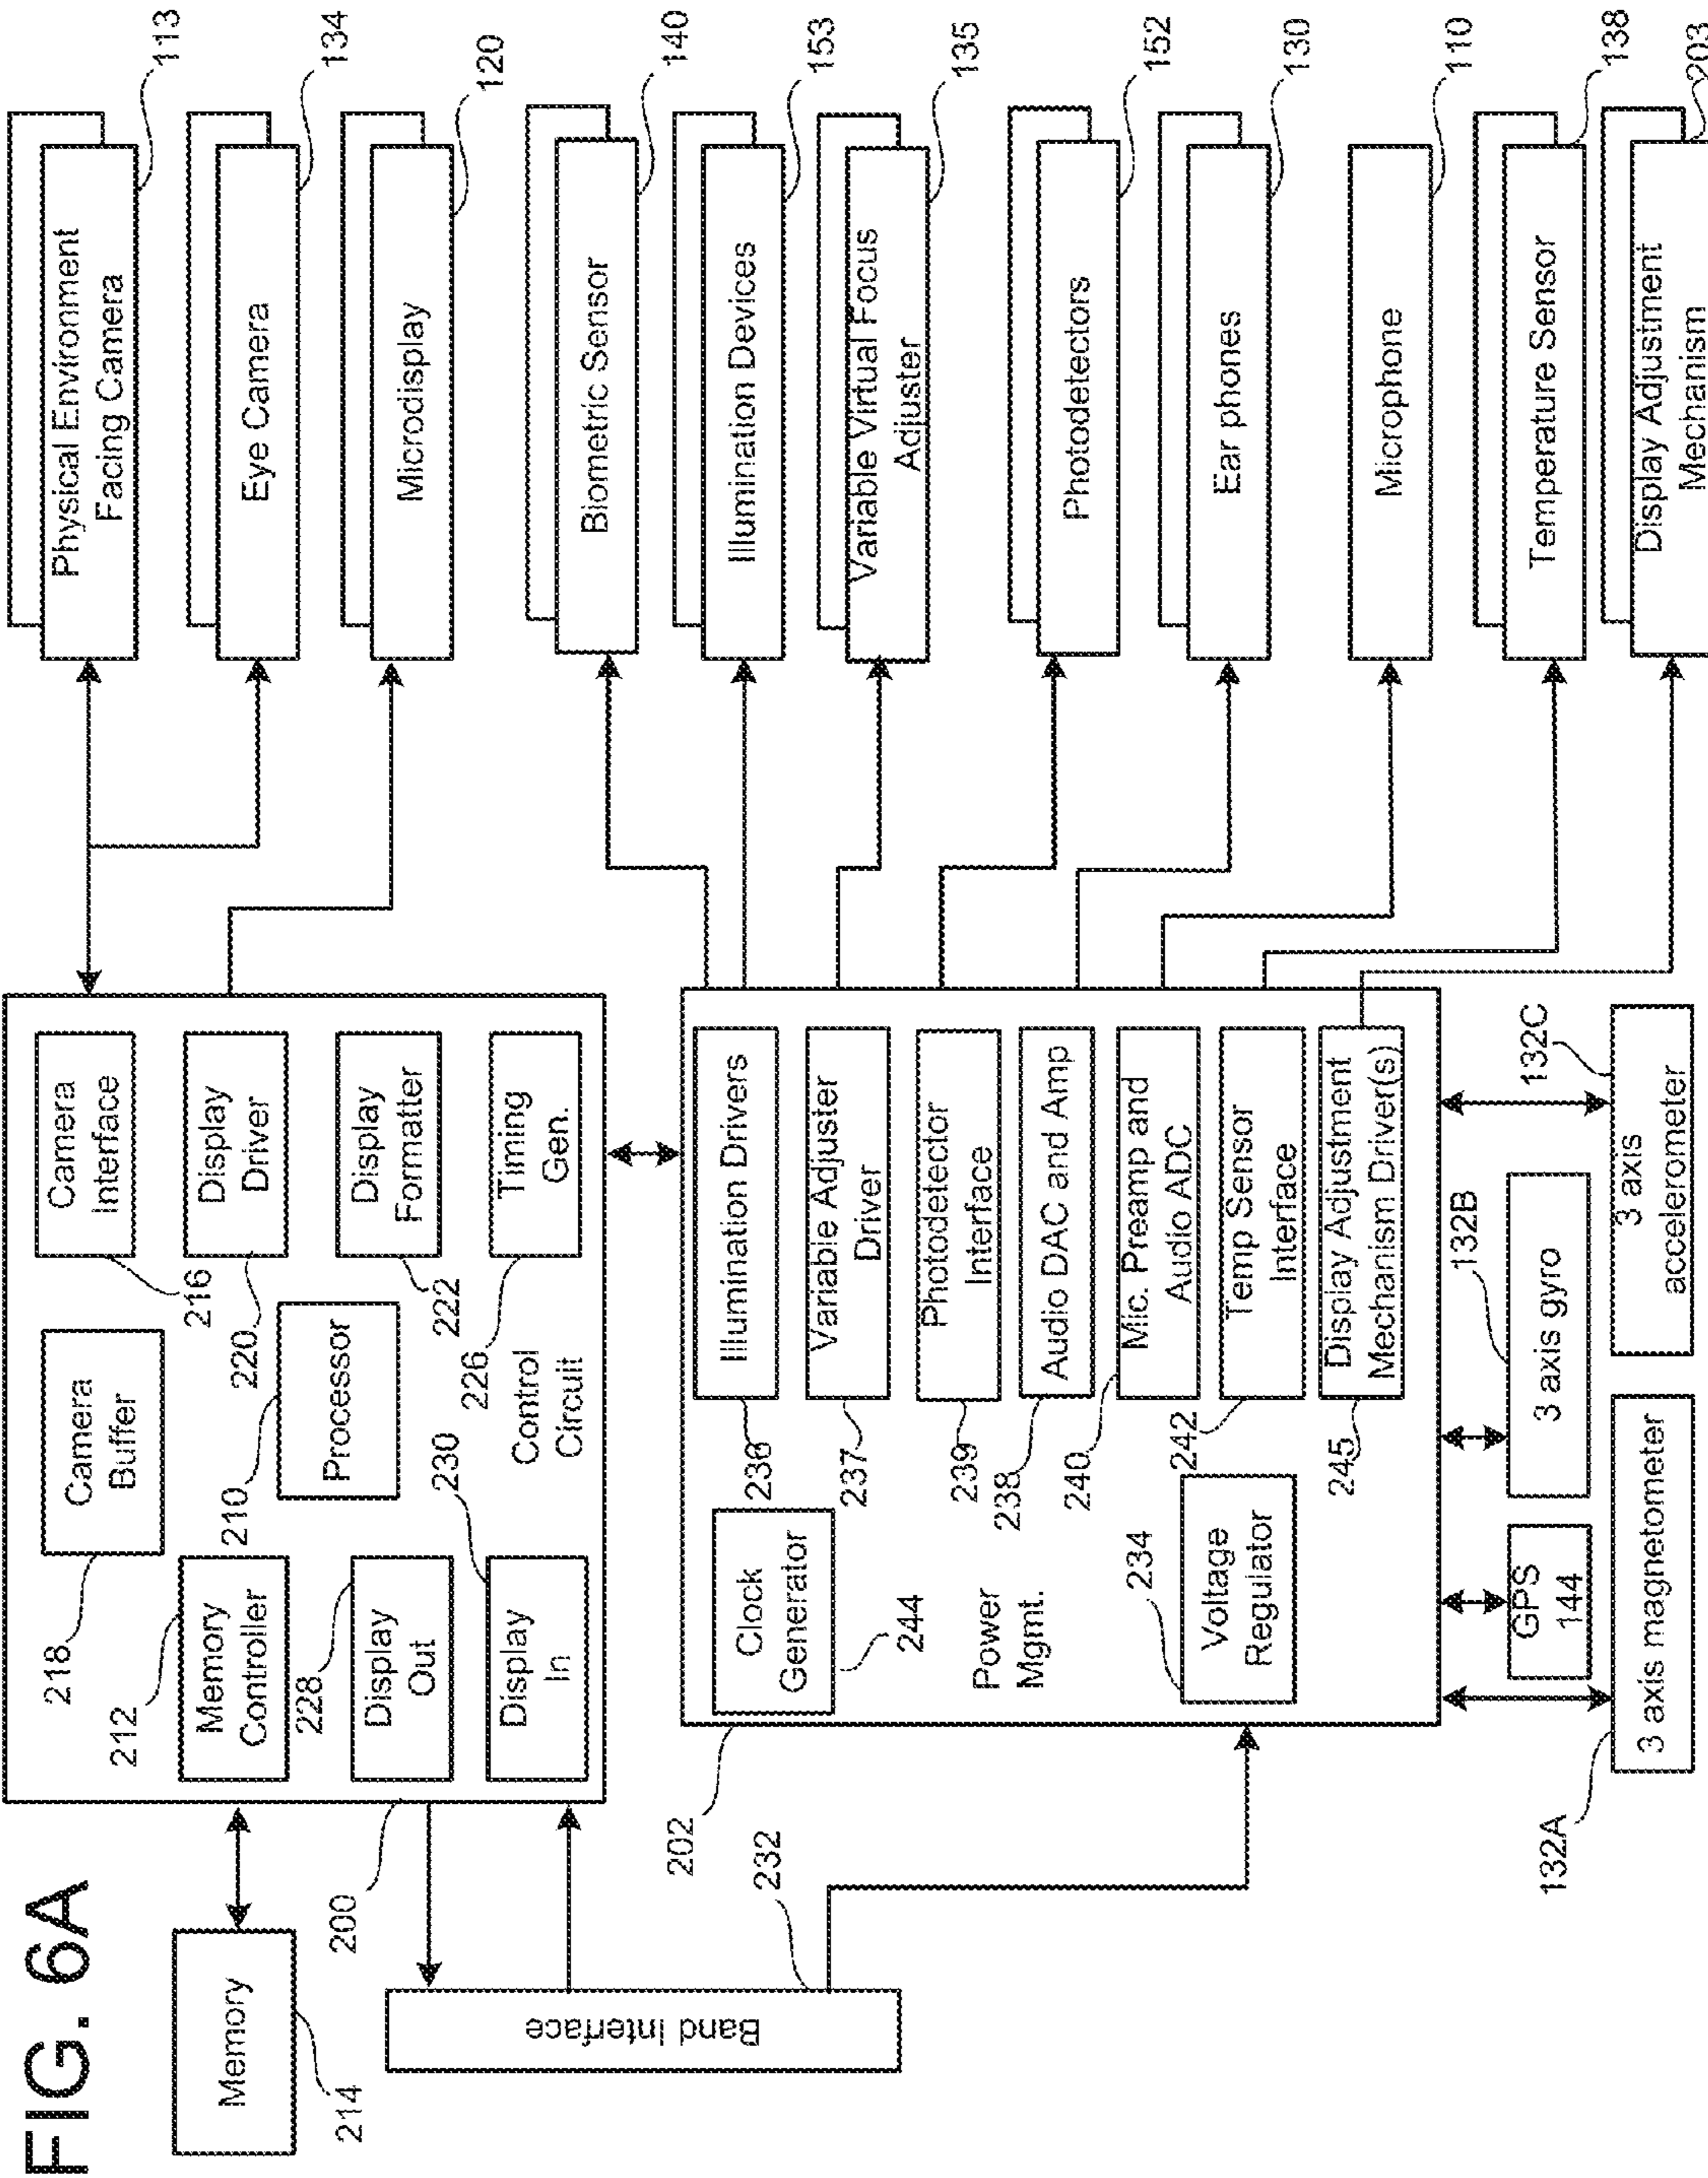 FIG. 6A
Memory
214
Band Interface
232
200
Memory
Controller
212
Camera
Buffer
218
Camera
Interface
216
Display
Driver
220
Processor
210
Display
Formatter
222
Timing
Gen.
226
Display
Out
228
Display
In
230
Control
Circuit
202
Clock
Generator
244
Power
Mgmt.
Voltage
Regulator
234
Illumination Drivers
236
Variable Adjuster
Driver
237
Photodetector
Interface
239
Audio DAC and Amp
238
Mic. Preamp and
Audio ADC
240
Temp Sensor
Interface
242
Display Adjustment
Mechanism Driver(s)
245
3 axis magnetometer
132A
GPS
144
3 axis gyro
132B
3 axis
accelerometer
132C
Physical Environment
Facing Camera
113
Eye Camera
134
Microdisplay
120
Biometric Sensor
140
Illumination Devices
153
Variable Virtual Focus
Adjuster
135
Photodetectors
152
Ear phones
130
Microphone
110
Temperature Sensor
138
Display Adjustment
Mechanism
203